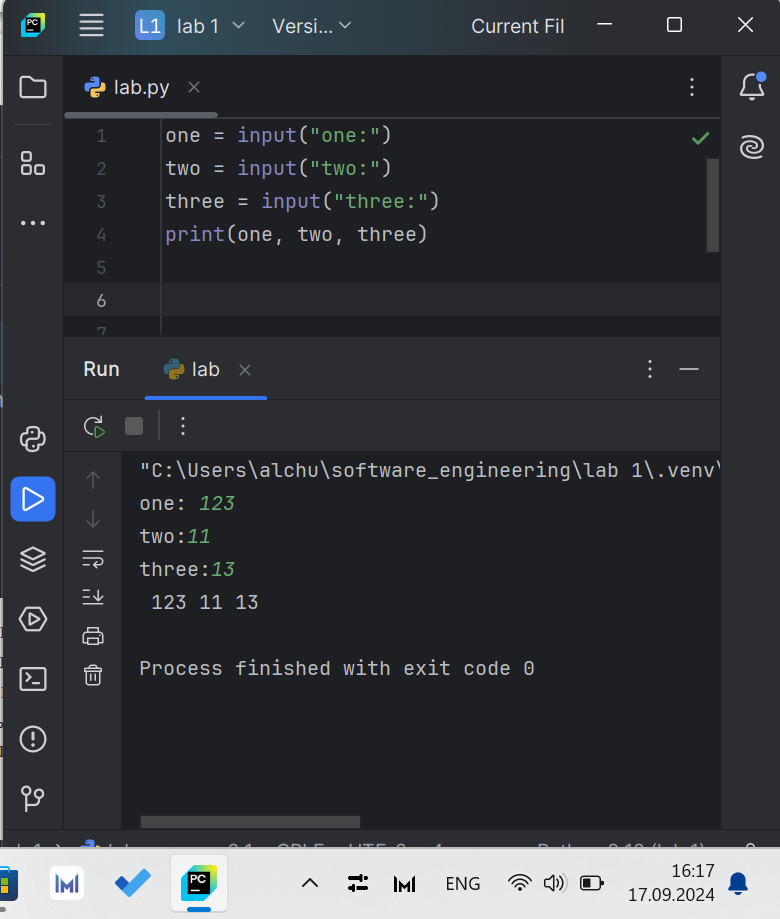 PC L1 lab 1 Versi... Current Fil
lab.py
1 one = input("one:")
2 two = input("two:")
3 three = input("three:")
4 print(one, two, three)
5
6
7
Run lab
"C:\Users\alchu\software_engineering\lab 1\.venv\
one: 123
two:11
three:13
 123 11 13
Process finished with exit code 0
PC ENG 16:17
17.09.2024